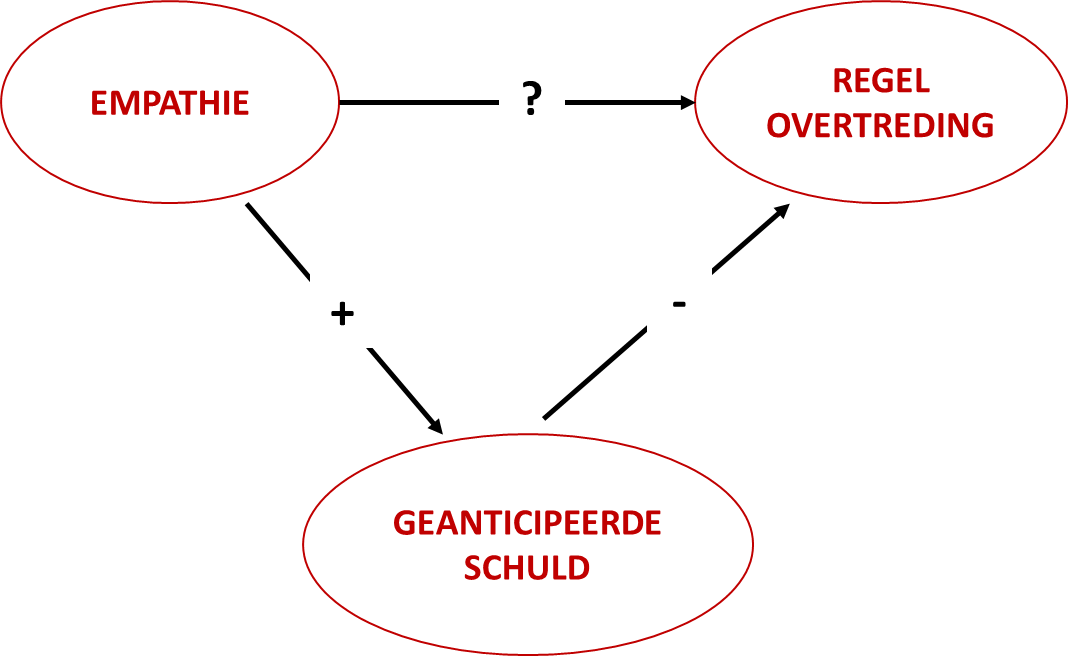 EMPATHIE
?
REGEL
OVERTREDING
+
-
GEANTICIPEERDE
SCHULD